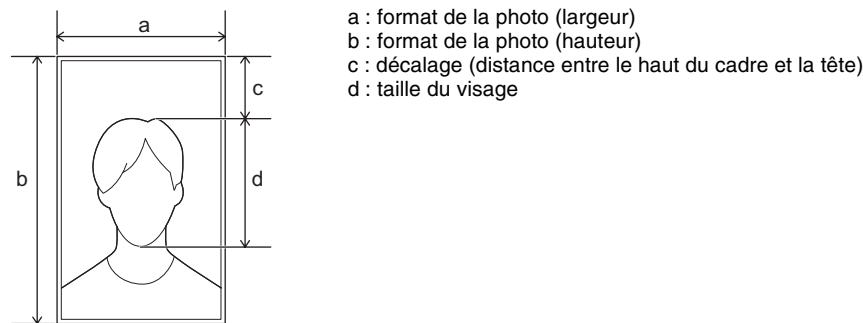 a
c
b
d
a : format de la photo (largeur)
b : format de la photo (hauteur)
c : décalage (distance entre le haut du cadre et la tête)
d : taille du visage